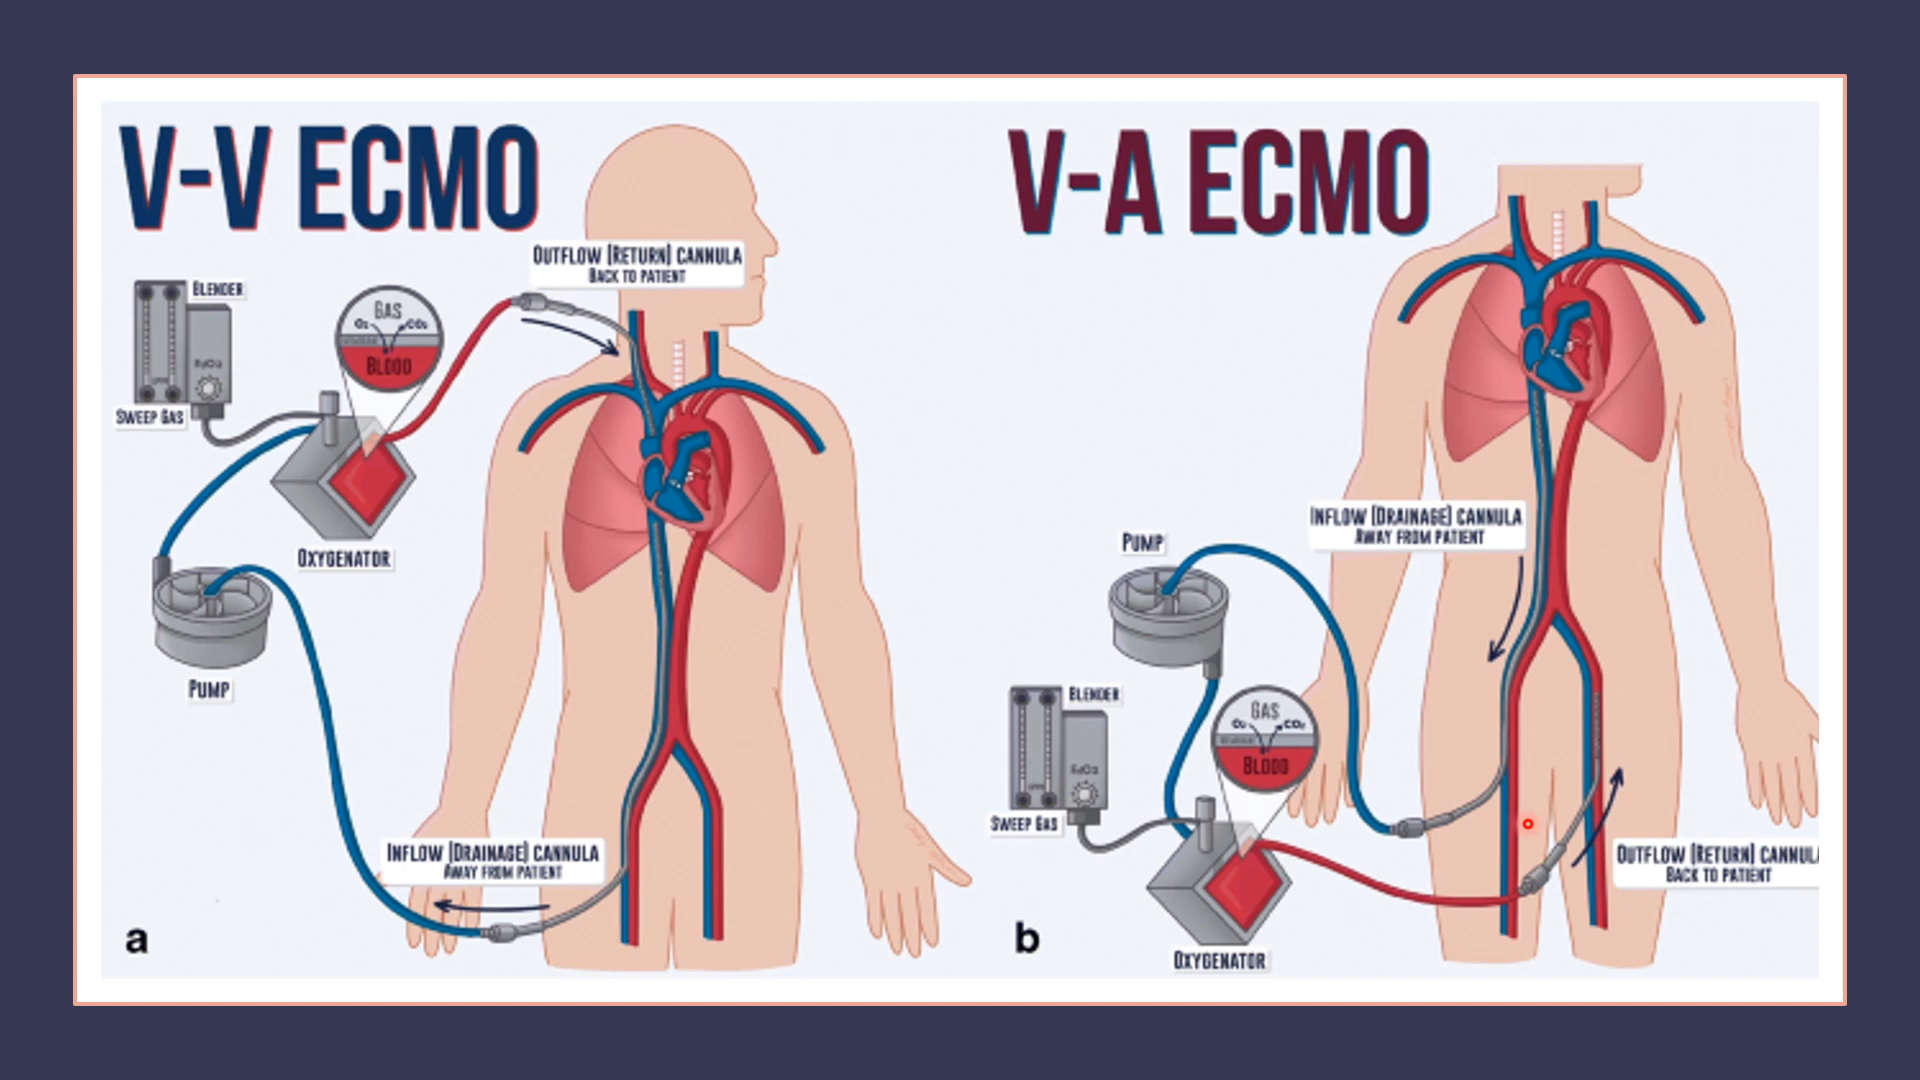 V-V ECMO
OUTFLOW (RETURN) CANNULA
BACK TO PATIENT
BLENDER
SWEEP GAS
GAS
O₂
CO₂
BLOOD
OXYGENATOR
PUMP
INFLOW (DRAINAGE) CANNULA
AWAY FROM PATIENT
a
V-A ECMO
INFLOW (DRAINAGE) CANNULA
AWAY FROM PATIENT
PUMP
BLENDER
SWEEP GAS
GAS
O₂
CO₂
BLOOD
OUTFLOW (RETURN) CANNUL
BACK TO PATIENT
OXYGENATOR
b